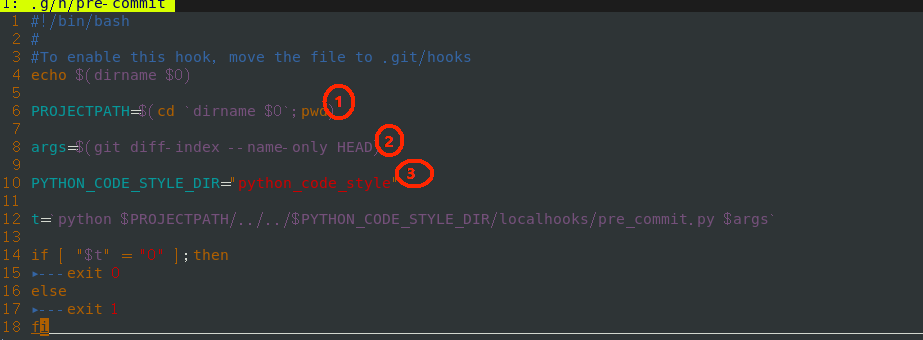 1: .g/h/pre-commit
1 #!/bin/bash
2 #
3 #To enable this hook, move the file to .git/hooks
4 echo $(dirname $0)
5
6 PROJECTPATH=$(cd `dirname $0`;pwd) 1
7
8 args=$(git diff-index --name-only HEAD) 2
9
10 PYTHON_CODE_STYLE_DIR="python_code_style" 3
11
12 t=`python $PROJECTPATH/../../$PYTHON_CODE_STYLE_DIR/localhooks/pre_commit.py $args`
13
14 if [ "$t" = "0" ];then
15 ▸---exit 0
16 else
17 ▸---exit 1
18 fi